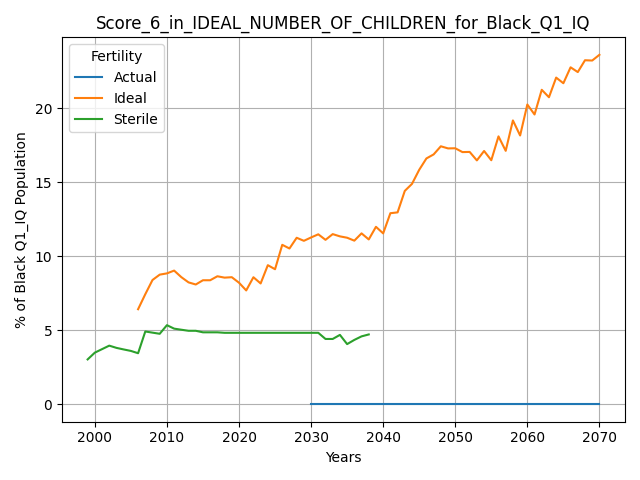 Score_6_in_IDEAL_NUMBER_OF_CHILDREN_for_Black_Q1_IQ
Fertility
Actual
Ideal
Sterile
% of Black Q1_IQ Population
20
15
10
5
0
2000 2010 2020 2030 2040 2050 2060 2070
Years